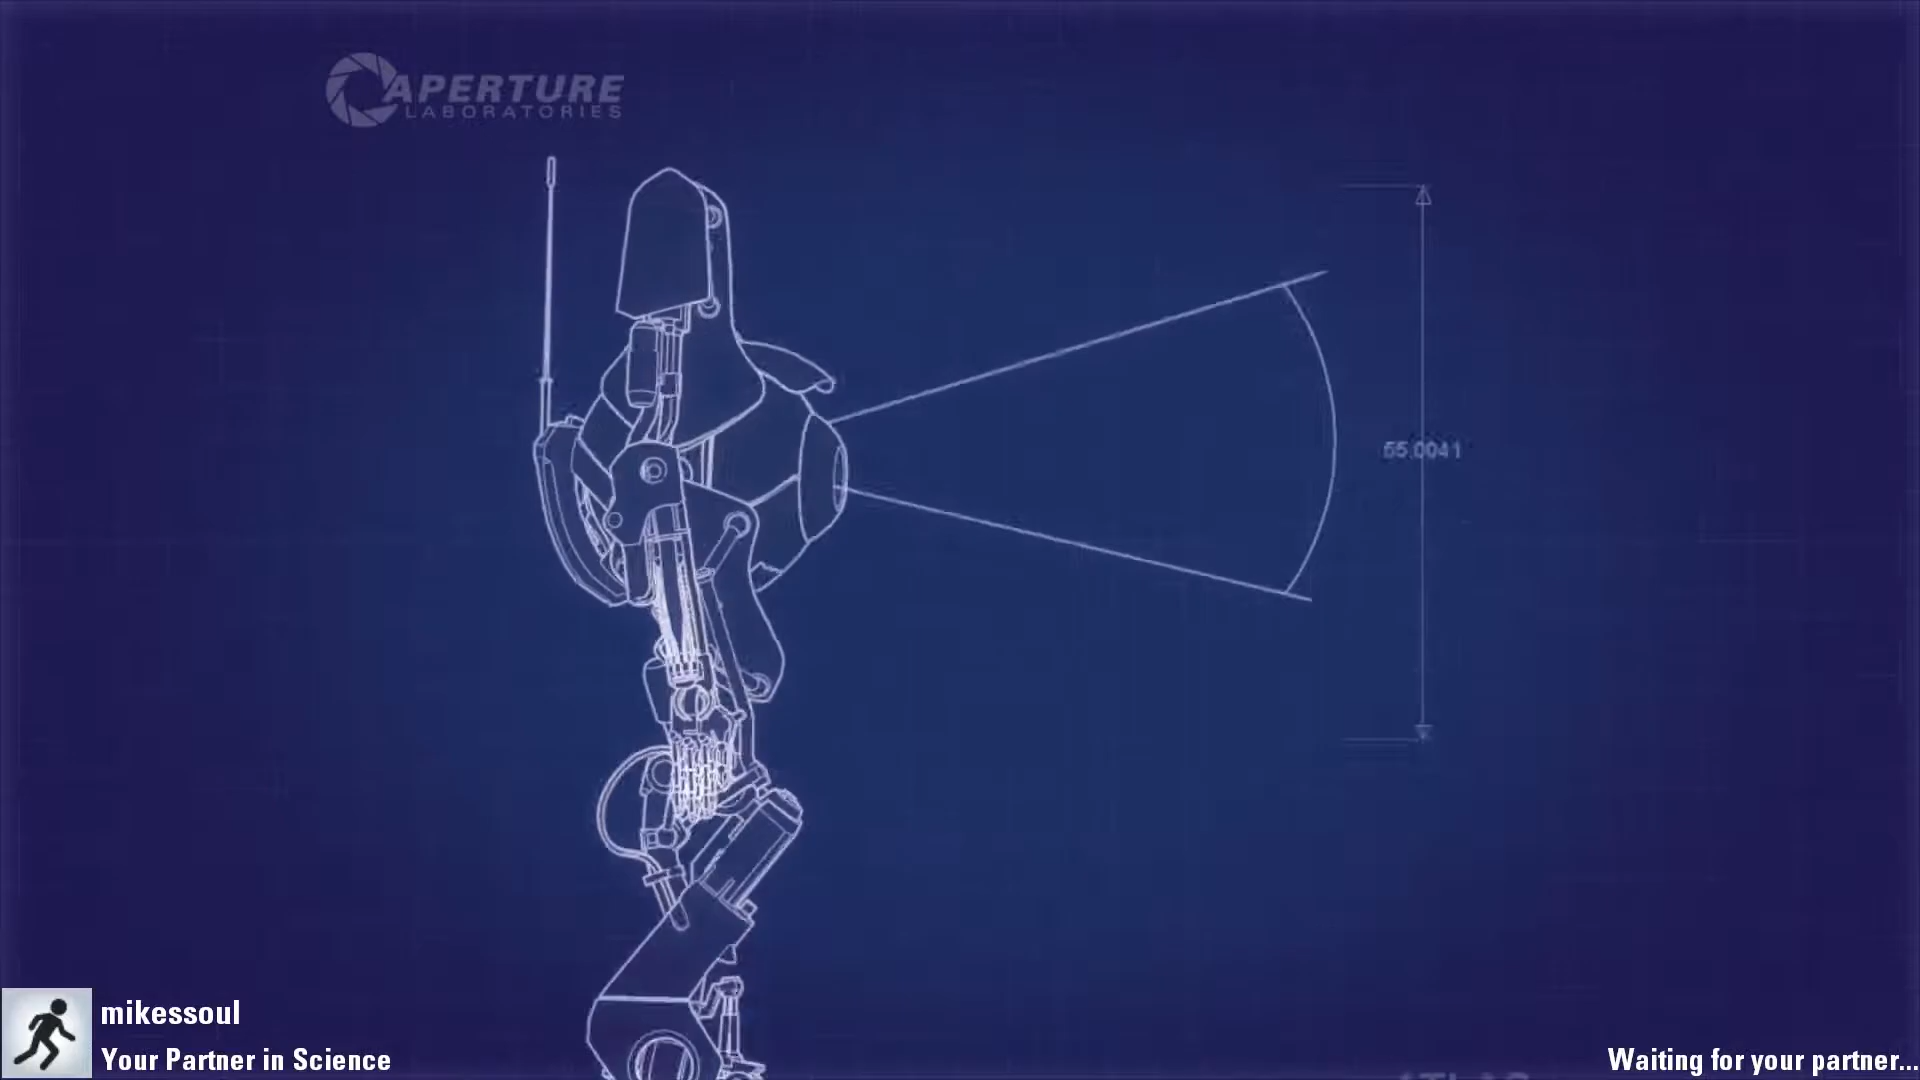 APERTURE
LABORATORIES
55.0041
mikessoul
Your Partner in Science
Waiting for your partner...